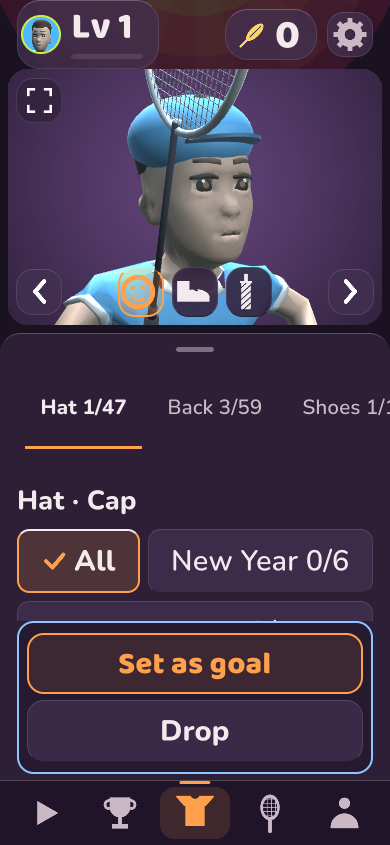 Lv 1
0
Hat 1/47
Back 3/59
Shoes 1/1
Hat · Cap
All
New Year 0/6
Set as goal
Drop